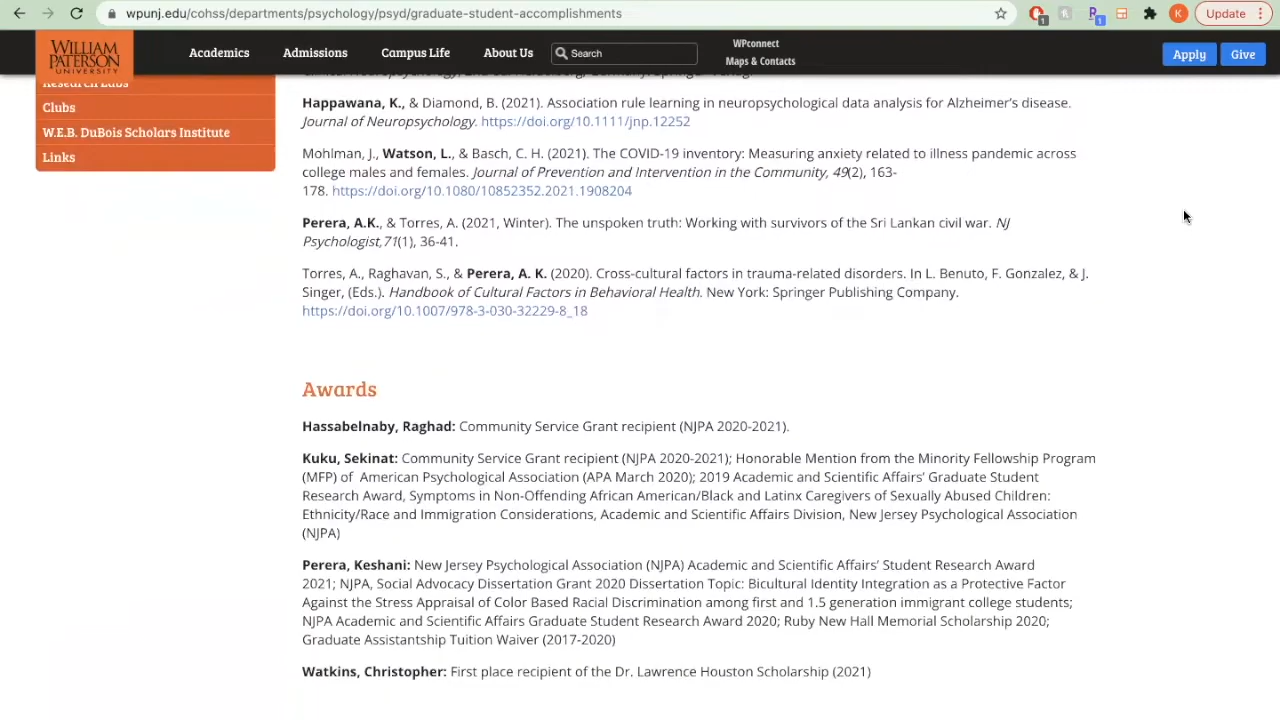 wpunj.edu/cohss/departments/psychology/psyd/graduate-student-accomplishments
1
1
K
Update
WILLIAM
PATERSON
UNIVERSITY
Academics
Admissions
Campus Life
About Us
Search
WPconnect
Maps & Contacts
Apply
Give
Research Labs
Clubs
W.E.B. DuBois Scholars Institute
Links
Happawana, K., & Diamond, B. (2021). Association rule learning in neuropsychological data analysis for Alzheimer's disease.
Journal of Neuropsychology. https://doi.org/10.1111/jnp.12252
Mohlman, J., Watson, L., & Basch, C. H. (2021). The COVID-19 inventory: Measuring anxiety related to illness pandemic across
college males and females. Journal of Prevention and Intervention in the Community, 49(2), 163-
178. https://doi.org/10.1080/10852352.2021.1908204
Perera, A.K., & Torres, A. (2021, Winter). The unspoken truth: Working with survivors of the Sri Lankan civil war. NJ
Psychologist,71(1), 36-41.
Torres, A., Raghavan, S., & Perera, A. K. (2020). Cross-cultural factors in trauma-related disorders. In L. Benuto, F. Gonzalez, & J.
Singer, (Eds.). Handbook of Cultural Factors in Behavioral Health. New York: Springer Publishing Company.
https://doi.org/10.1007/978-3-030-32229-8_18
Awards
Hassabelnaby, Raghad: Community Service Grant recipient (NJPA 2020-2021).
Kuku, Sekinat: Community Service Grant recipient (NJPA 2020-2021); Honorable Mention from the Minority Fellowship Program
(MFP) of American Psychological Association (APA March 2020); 2019 Academic and Scientific Affairs' Graduate Student
Research Award, Symptoms in Non-Offending African American/Black and Latinx Caregivers of Sexually Abused Children:
Ethnicity/Race and Immigration Considerations, Academic and Scientific Affairs Division, New Jersey Psychological Association
(NJPA)
Perera, Keshani: New Jersey Psychological Association (NJPA) Academic and Scientific Affairs' Student Research Award
2021; NJPA, Social Advocacy Dissertation Grant 2020 Dissertation Topic: Bicultural Identity Integration as a Protective Factor
Against the Stress Appraisal of Color Based Racial Discrimination among first and 1.5 generation immigrant college students;
NJPA Academic and Scientific Affairs Graduate Student Research Award 2020; Ruby New Hall Memorial Scholarship 2020;
Graduate Assistantship Tuition Waiver (2017-2020)
Watkins, Christopher: First place recipient of the Dr. Lawrence Houston Scholarship (2021)